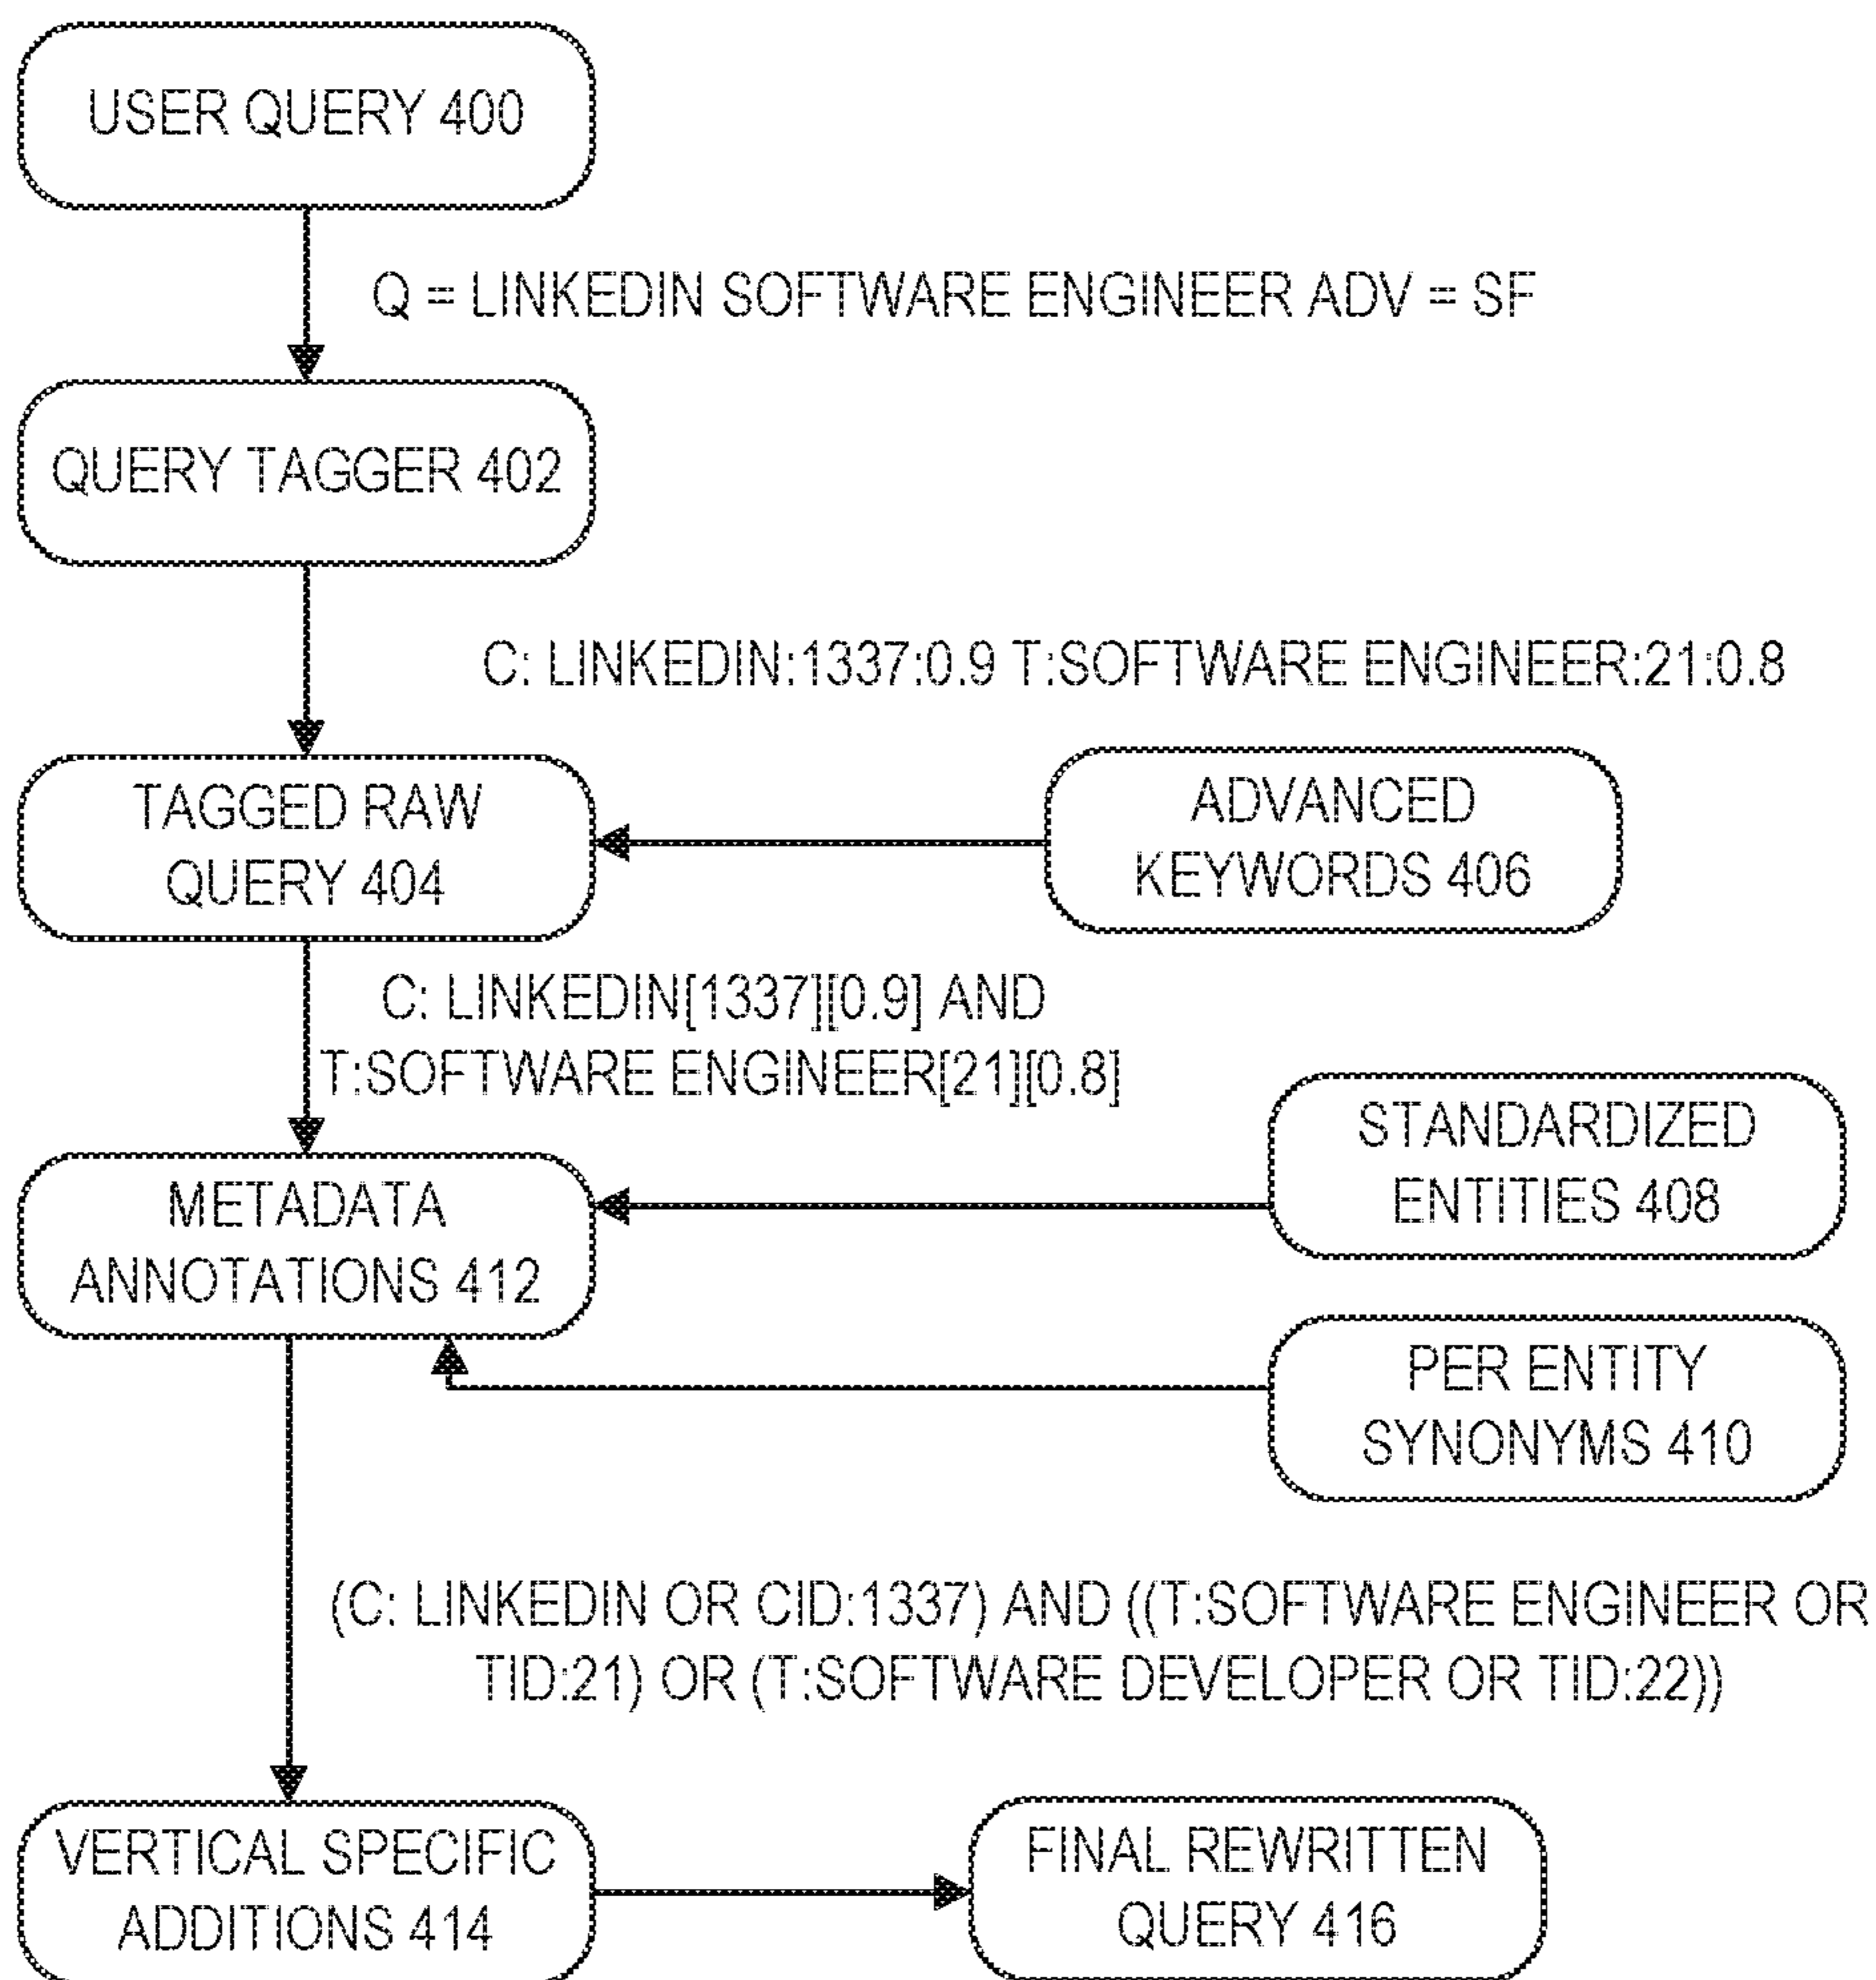 USER QUERY 400
Q = LINKEDIN SOFTWARE ENGINEER ADV = SF
QUERY TAGGER 402
C: LINKEDIN:1337:0.9 T:SOFTWARE ENGINEER:21:0.8
TAGGED RAW
QUERY 404
ADVANCED
KEYWORDS 406
C: LINKEDIN[1337][0.9] AND
T:SOFTWARE ENGINEER[21][0.8]
STANDARDIZED
ENTITIES 408
METADATA
ANNOTATIONS 412
PER ENTITY
SYNONYMS 410
(C: LINKEDIN OR CID:1337) AND ((T:SOFTWARE ENGINEER OR
TID:21) OR (T:SOFTWARE DEVELOPER OR TID:22))
VERTICAL SPECIFIC
ADDITIONS 414
FINAL REWRITTEN
QUERY 416